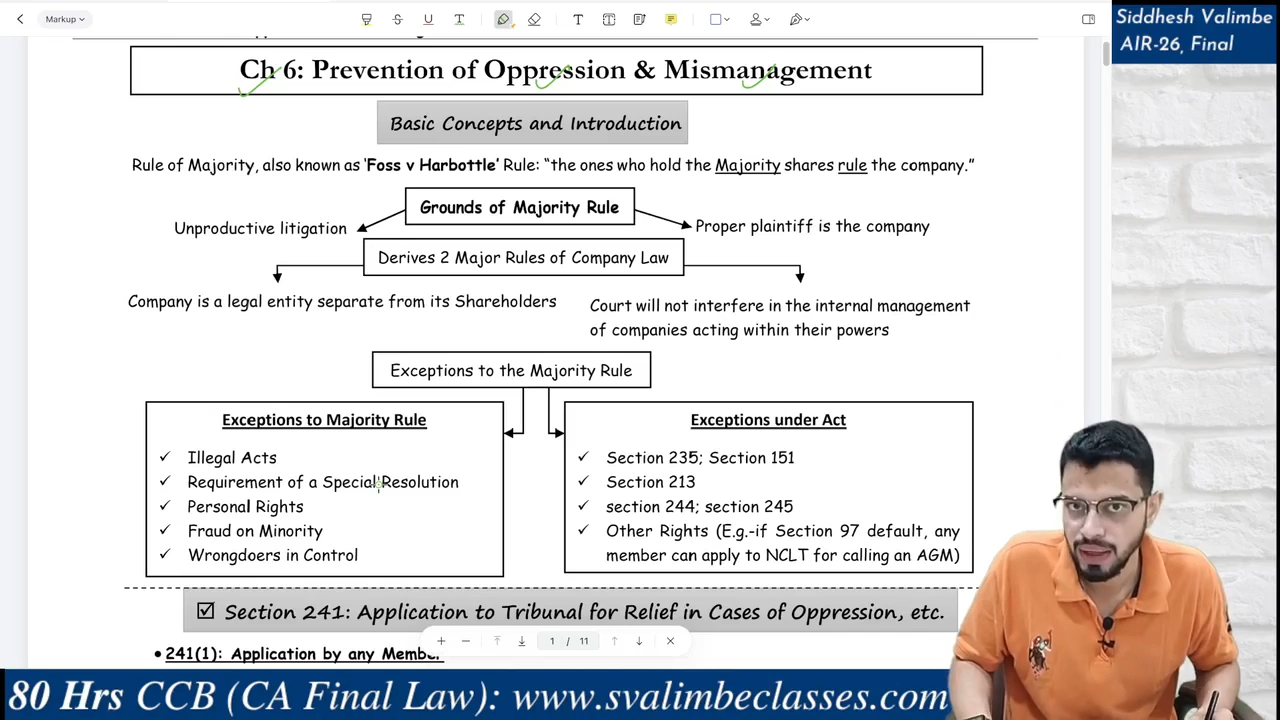 Markup
Siddhesh Valimbe
AIR-26, Final
Ch 6: Prevention of Oppression & Mismanagement
Basic Concepts and Introduction
Rule of Majority, also known as 'Foss v Harbottle' Rule: "the ones who hold the Majority shares rule the company."
Grounds of Majority Rule
Unproductive litigation
Proper plaintiff is the company
Derives 2 Major Rules of Company Law
Company is a legal entity separate from its Shareholders
Court will not interfere in the internal management
of companies acting within their powers
Exceptions to the Majority Rule
Exceptions to Majority Rule
✓ Illegal Acts
✓ Requirement of a Special Resolution
✓ Personal Rights
✓ Fraud on Minority
✓ Wrongdoers in Control
Exceptions under Act
✓ Section 235; Section 151
✓ Section 213
✓ section 244; section 245
✓ Other Rights (E.g.-if Section 97 default, any
member can apply to NCLT for calling an AGM)
☑ Section 241: Application to Tribunal for Relief in Cases of Oppression, etc.
1 / 11
• 241(1): Application by any Member
80 Hrs CCB (CA Final Law): www.svalimbeclasses.com